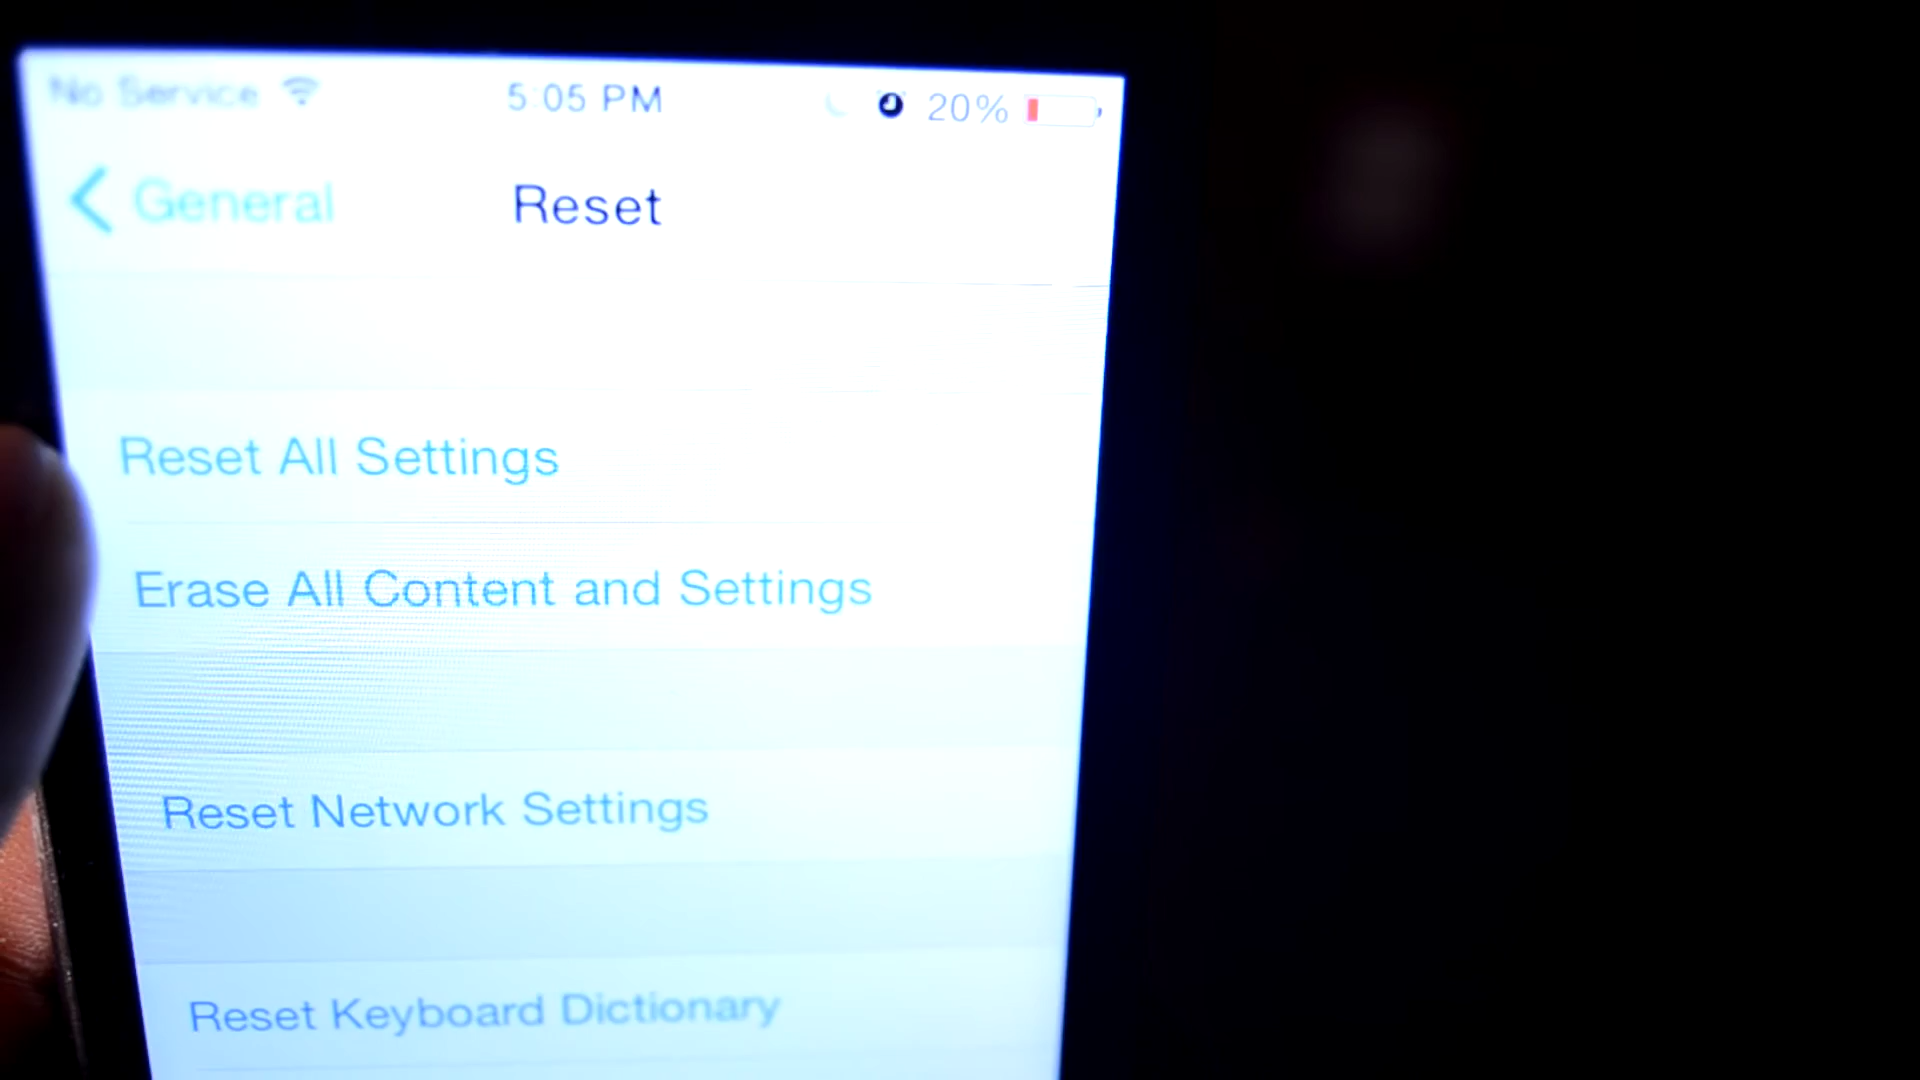 No Service 5:05 PM 20%
General Reset
Reset All Settings
Erase All Content and Settings
Reset Network Settings
Reset Keyboard Dictionary